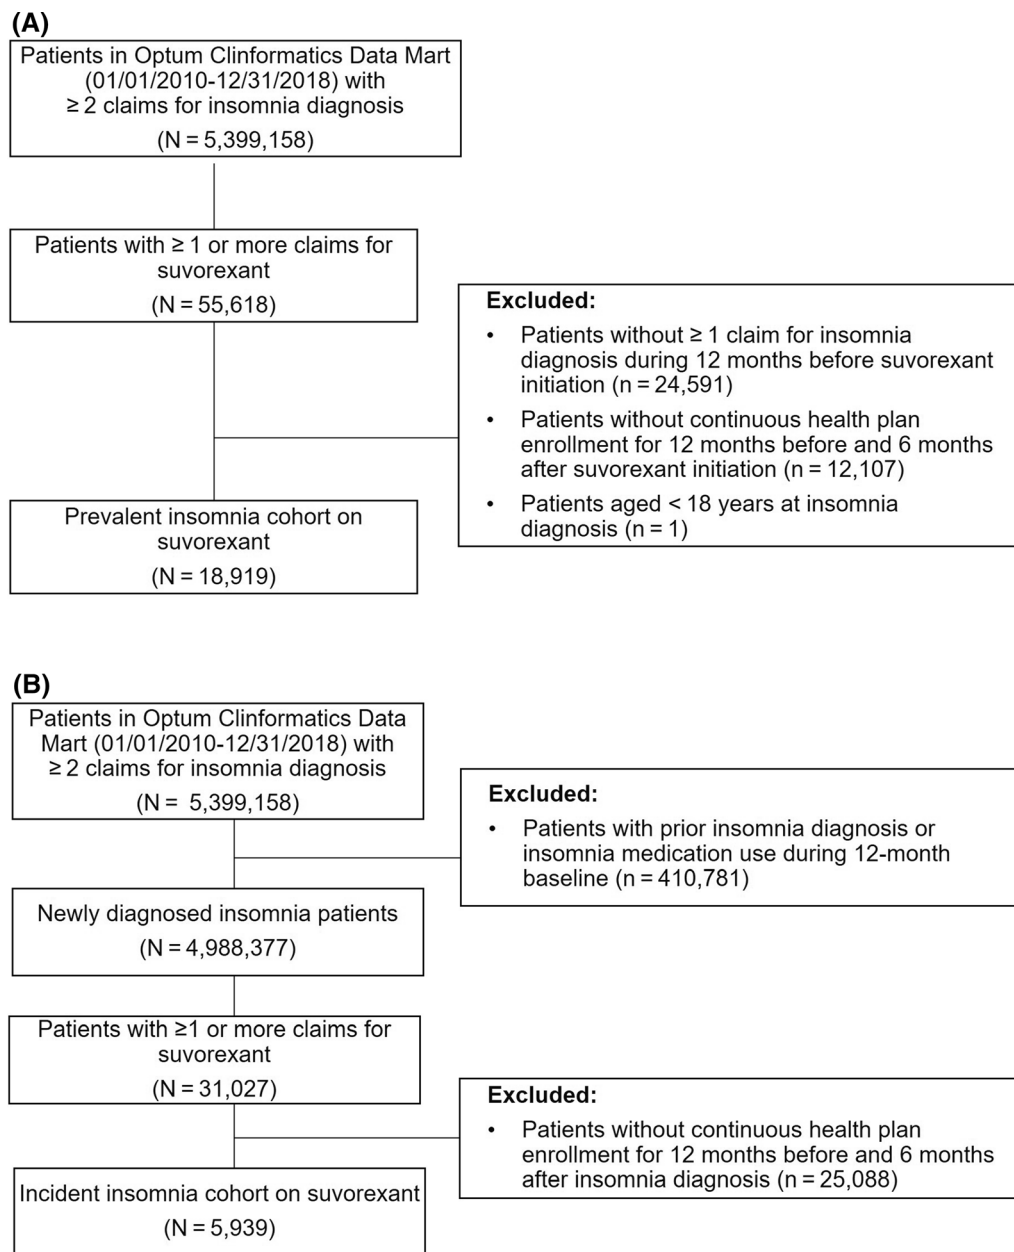 (A)
Patients in Optum Clinformatics Data Mart
(01/01/2010-12/31/2018) with
≥ 2 claims for insomnia diagnosis
(N = 5,399,158)
Patients with ≥ 1 or more claims for
suvorexant
(N = 55,618)
Excluded:
• Patients without ≥ 1 claim for insomnia
diagnosis during 12 months before suvorexant
initiation (n = 24,591)
• Patients without continuous health plan
enrollment for 12 months before and 6 months
after suvorexant initiation (n = 12,107)
• Patients aged < 18 years at insomnia
diagnosis (n = 1)
Prevalent insomnia cohort on
suvorexant
(N = 18,919)
(B)
Patients in Optum Clinformatics Data
Mart (01/01/2010-12/31/2018) with
≥ 2 claims for insomnia diagnosis
(N = 5,399,158)
Excluded:
• Patients with prior insomnia diagnosis or
insomnia medication use during 12-month
baseline (n = 410,781)
Newly diagnosed insomnia patients
(N = 4,988,377)
Patients with ≥1 or more claims for
suvorexant
(N = 31,027)
Excluded:
• Patients without continuous health plan
enrollment for 12 months before and 6 months
after insomnia diagnosis (n = 25,088)
Incident insomnia cohort on suvorexant
(N = 5,939)